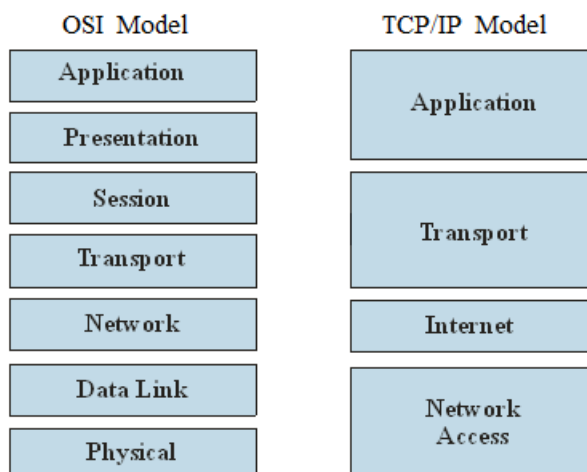 OSI Model
Application
Presentation
Session
Transport
Network
Data Link
Physical
TCP/IP Model
Application
Transport
Internet
Network
Access